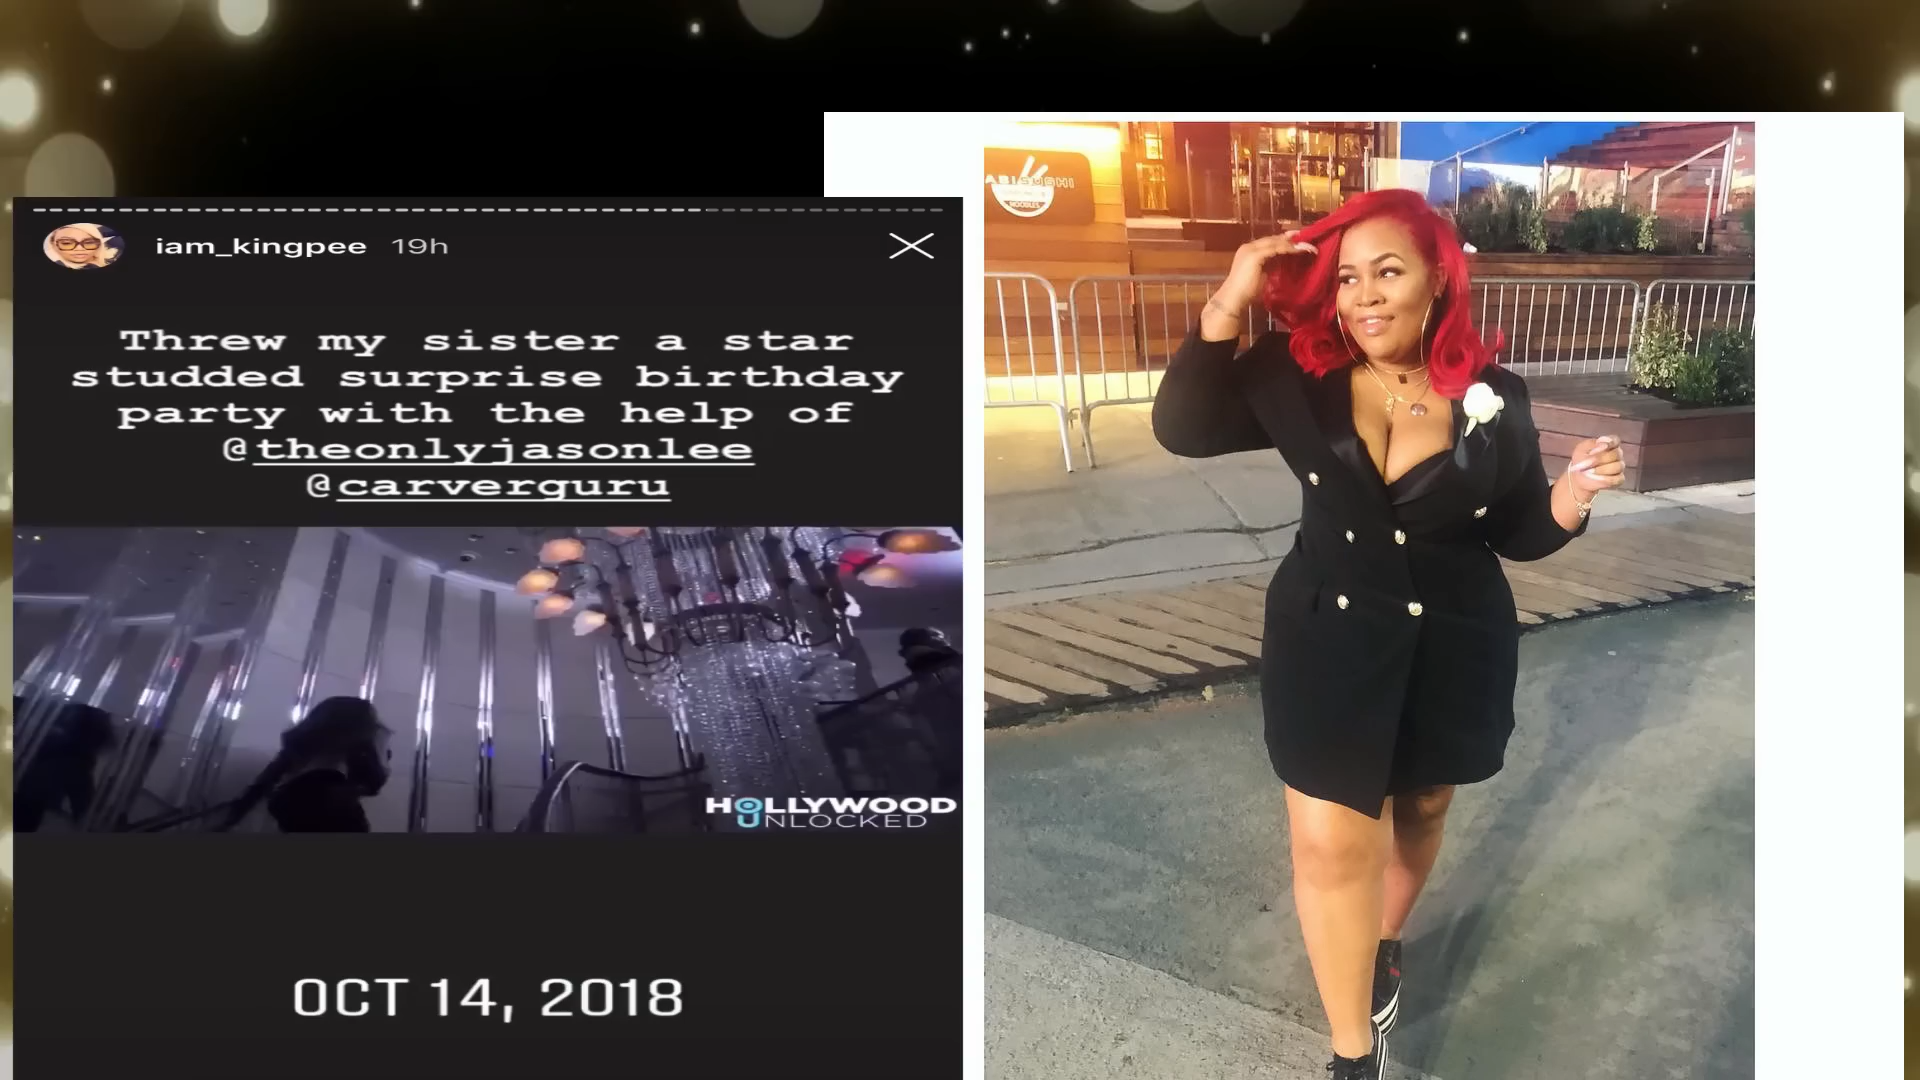 iam_kingpee 19h
Threw my sister a star
studded surprise birthday
party with the help of
@theonlyjasonlee
@carverguru
HOLLYWOOD
UNLOCKED
OCT 14, 2018
NOODLES